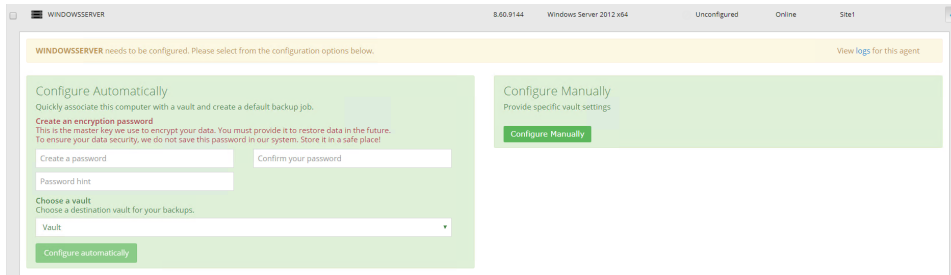 WINDOWSSERVER 8.60.9144 Windows Server 2012 x64 Unconfigured Online Site1
WINDOWSSERVER needs to be configured. Please select from the configuration options below. View logs for this agent
Configure Automatically
Quickly associate this computer with a vault and create a default backup job.
Create an encryption password
This is the master key we use to encrypt your data. You must provide it to restore data in the future.
To ensure your data security, we do not save this password in our system. Store it in a safe place!
Create a password Confirm your password
Password hint
Choose a vault
Choose a destination vault for your backups.
Vault
Configure automatically
Configure Manually
Provide specific vault settings
Configure Manually